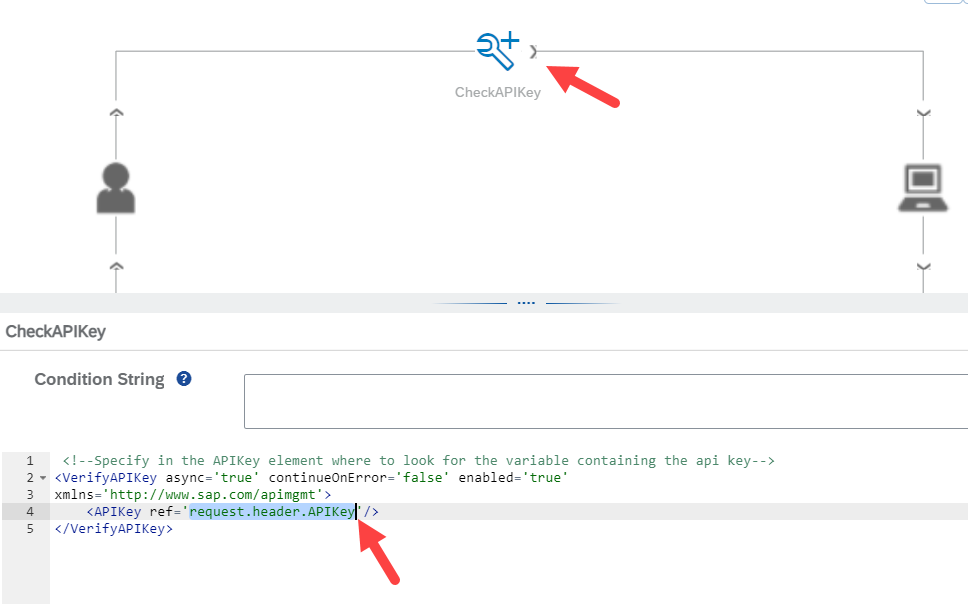 CheckAPIKey
CheckAPIKey
Condition String ?
1 <!--Specify in the APIKey element where to look for the variable containing the api key-->
2 <VerifyAPIKey async='true' continueOnError='false' enabled='true'
3 xmlns='http://www.sap.com/apimgmt'>
4 <APIKey ref='request.header.APIKey'/>
5 </VerifyAPIKey>